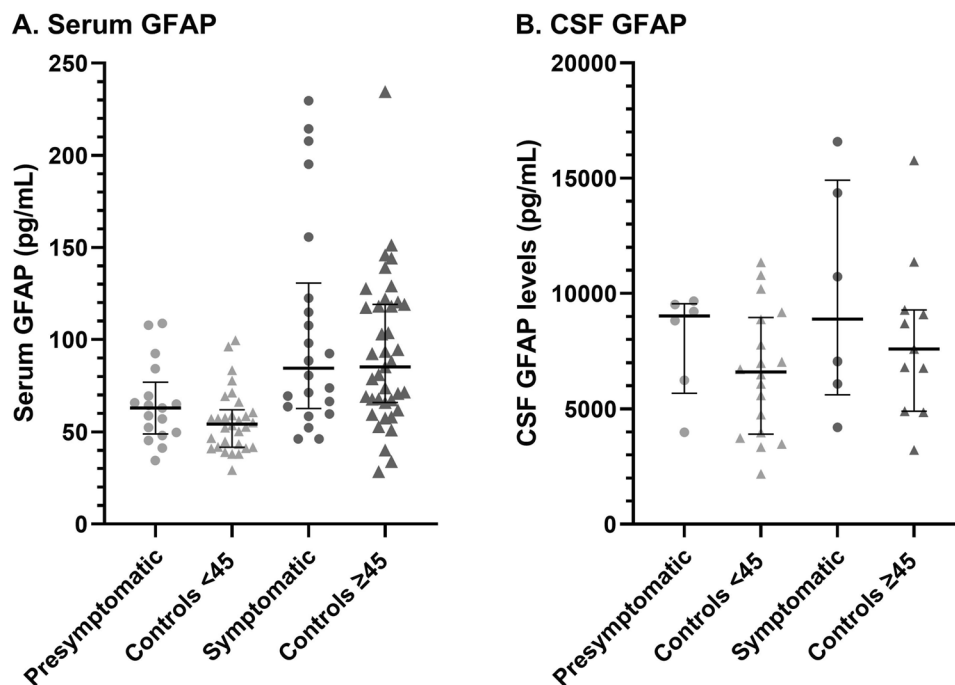 A. Serum GFAP
250
200
150
100
50
0
Serum GFAP (pg/mL)
Presymptomatic
Controls <45
Symptomatic
Controls ≥45
B. CSF GFAP
20000
15000
10000
5000
0
CSF GFAP levels (pg/mL)
Presymptomatic
Controls <45
Symptomatic
Controls ≥45